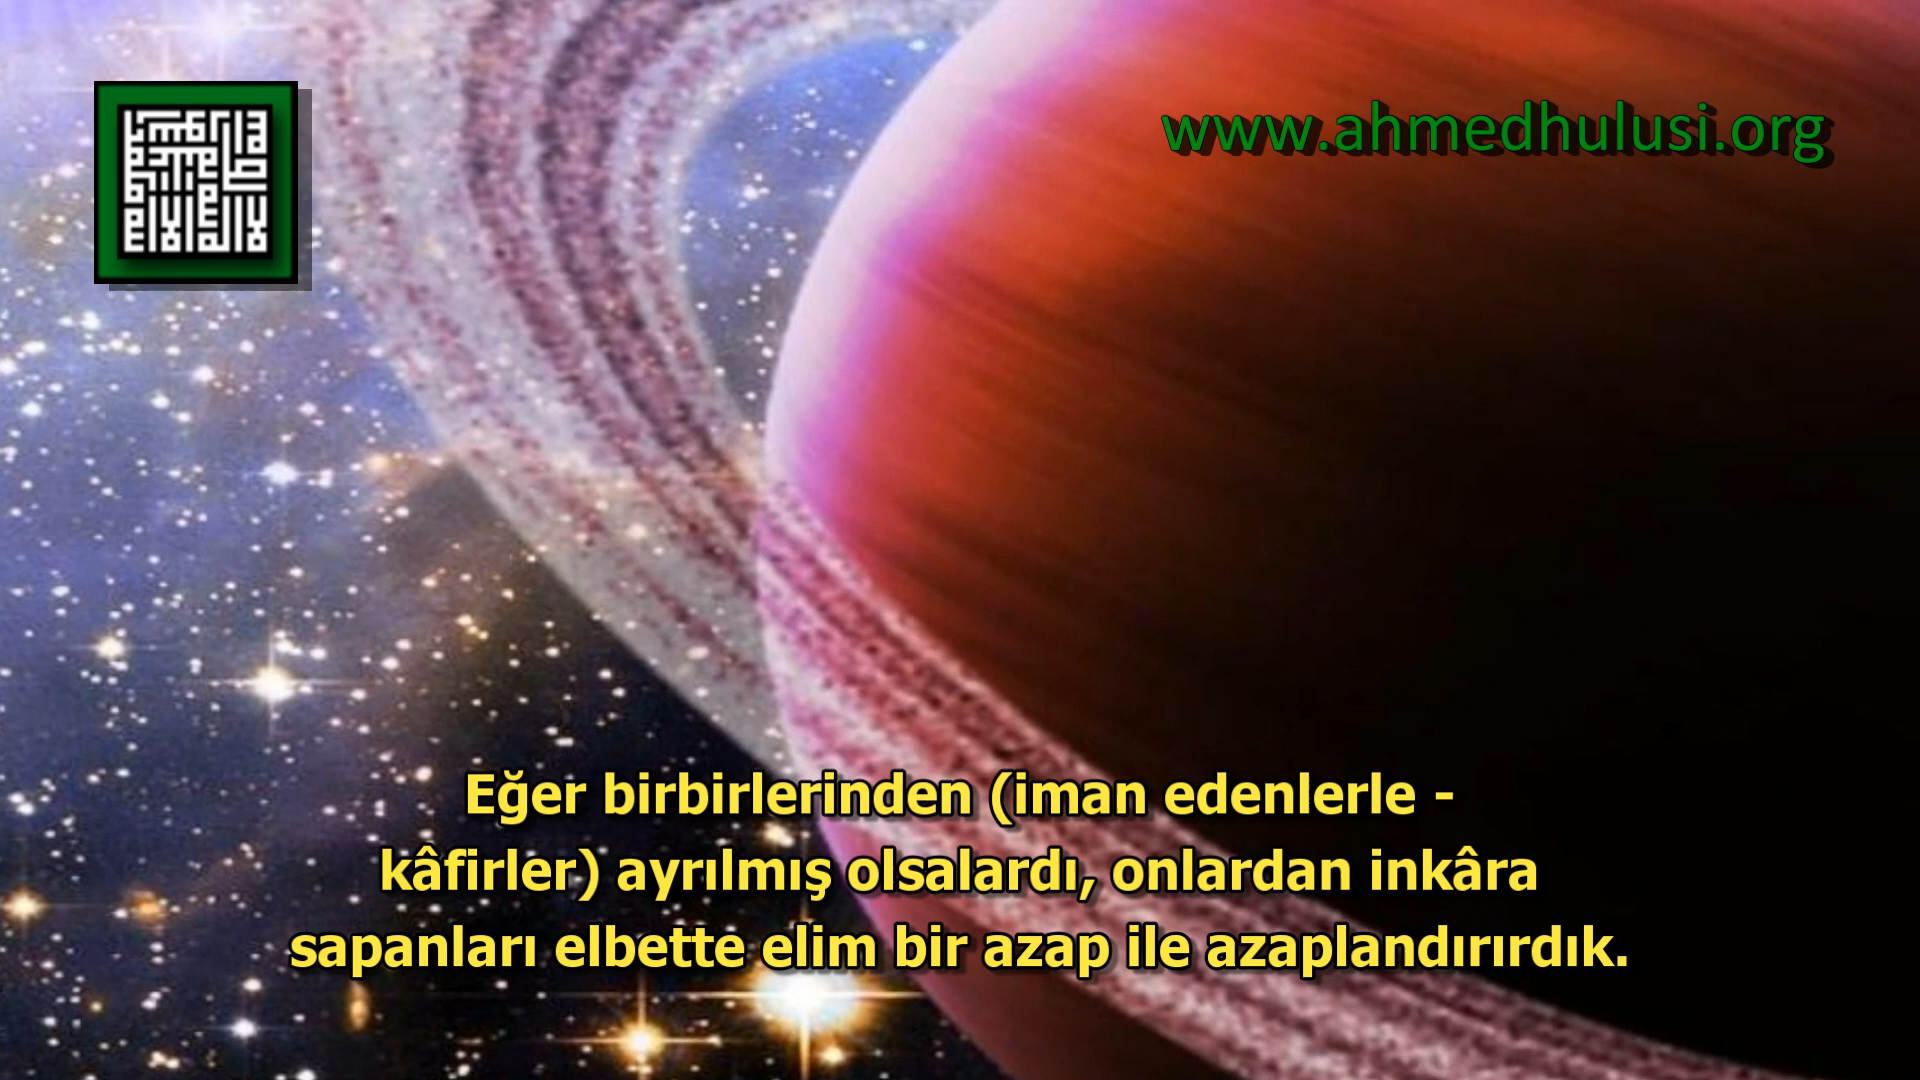 www.ahmedhulusi.org
Eğer birbirlerinden (iman edenlerle -
kâfirler) ayrılmış olsalardı, onlardan inkâra
sapanları elbette elim bir azap ile azaplandırırdık.